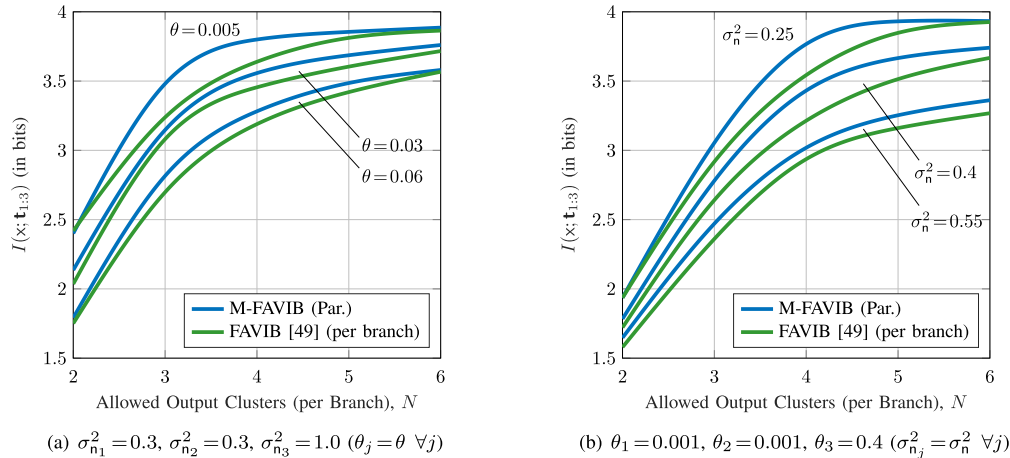 4
3.5
3
2.5
2
1.5
I(x; t₁:₃) (in bits)
θ=0.005
θ=0.03
θ=0.06
M-FAVIB (Par.)
FAVIB [49] (per branch)
2 3 4 5 6
Allowed Output Clusters (per Branch), N
(a) σ²ₙ₁=0.3, σ²ₙ₂=0.3, σ²ₙ₃=1.0 (θⱼ=θ ∀j)
4
3.5
3
2.5
2
1.5
I(x; t₁:₃) (in bits)
σ²ₙ=0.25
σ²ₙ=0.4
σ²ₙ=0.55
M-FAVIB (Par.)
FAVIB [49] (per branch)
2 3 4 5 6
Allowed Output Clusters (per Branch), N
(b) θ₁=0.001, θ₂=0.001, θ₃=0.4 (σ²ₙⱼ=σ²ₙ ∀j)